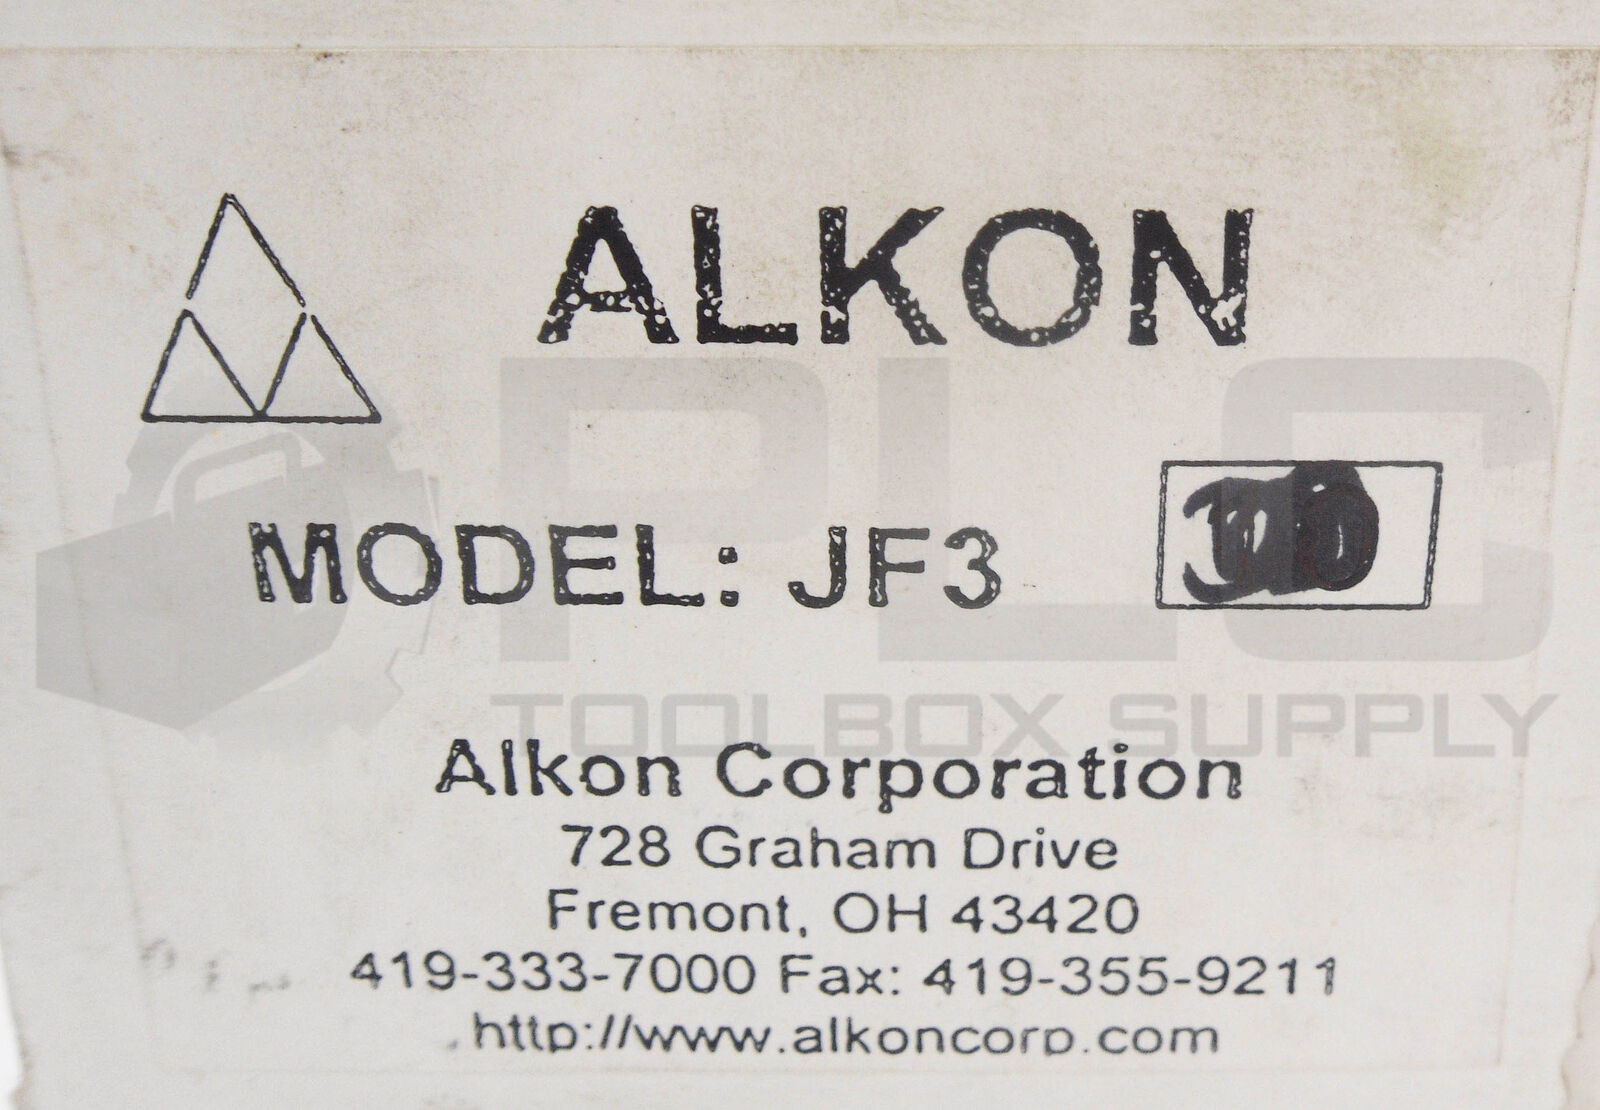 ALKON
MODEL: JF3
PLC
TOOLBOX SUPPLY
Alkon Corporation
728 Graham Drive
Fremont, OH 43420
419-333-7000 Fax: 419-355-9211
http://www.alkoncorp.com